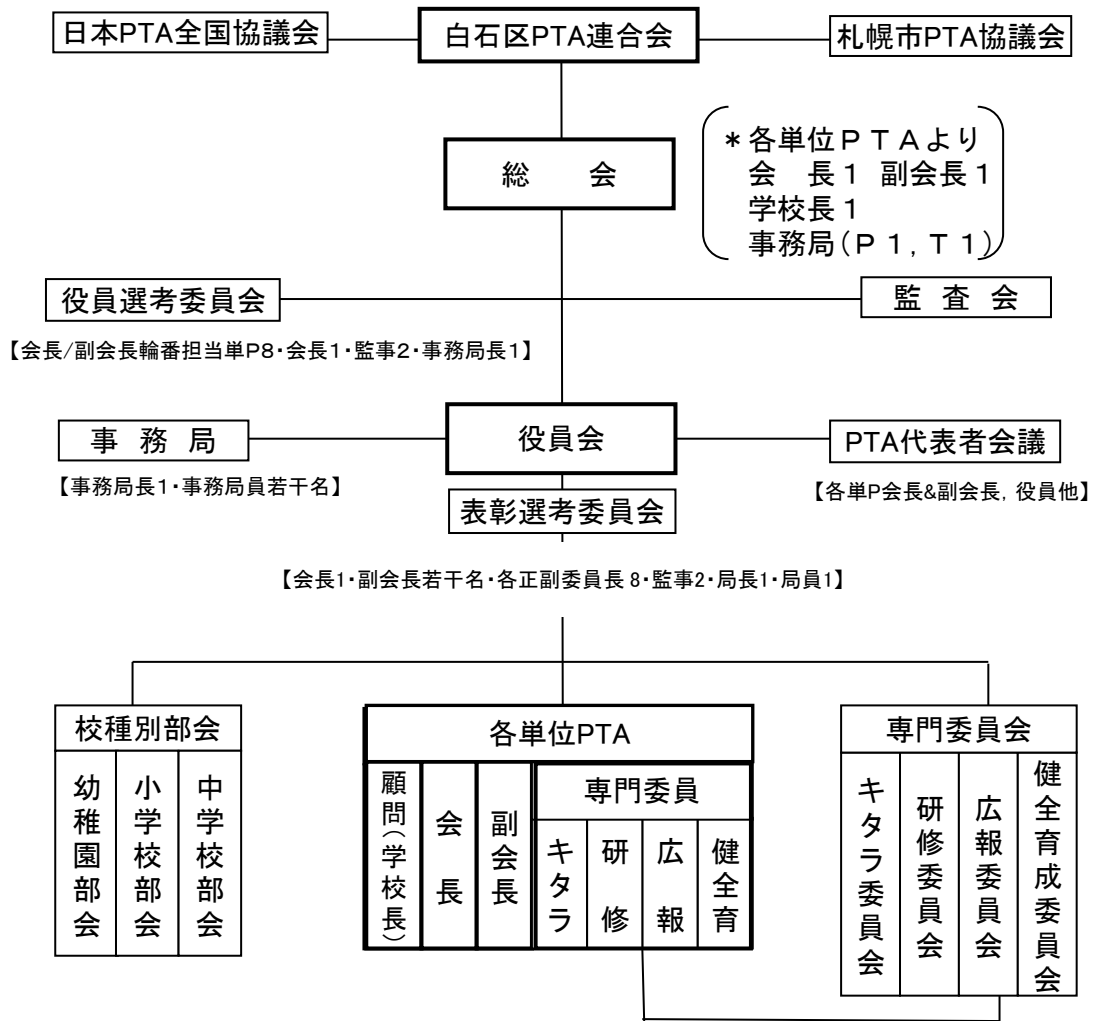 日本PTA全国協議会
白石区PTA連合会
札幌市PTA協議会
総　　会
＊各単位ＰＴＡより
会　長１ 副会長１
学校長１
事務局（Ｐ１，Ｔ１）
役員選考委員会
監 査 会
【会長/副会長輪番担当単P8・会長1・監事2・事務局長1】
事 務 局
役員会
PTA代表者会議
【事務局長1・事務局員若干名】
【各単P会長&副会長，役員他】
表彰選考委員会
【会長1・副会長若干名・各正副委員長８・監事2・局長1・局員1】
校種別部会
幼稚園部会
小学校部会
中学校部会
各単位PTA
顧問（学校長）
会　長
副会長
専門委員
キタラ
研　修
広　報
健全育
専門委員会
キタラ委員会
研修委員会
広報委員会
健全育成委員会